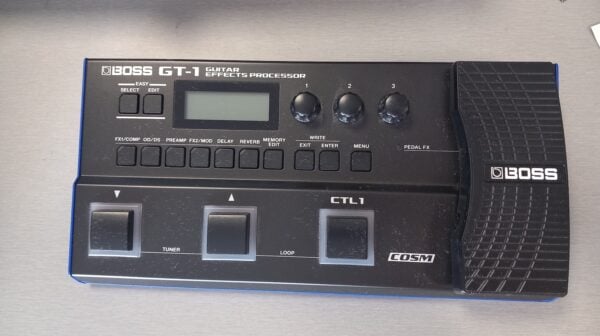 BOSS GT-1 GUITAR EFFECTS PROCESSOR
EASY
SELECT EDIT
1 2 3
WRITE
FX1/COMP OD/DS PREAMP FX2/MOD DELAY REVERB MEMORY EDIT EXIT ENTER MENU
PEDAL FX
BOSS
▼ ▲ CTL1
TUNER LOOP
COSM